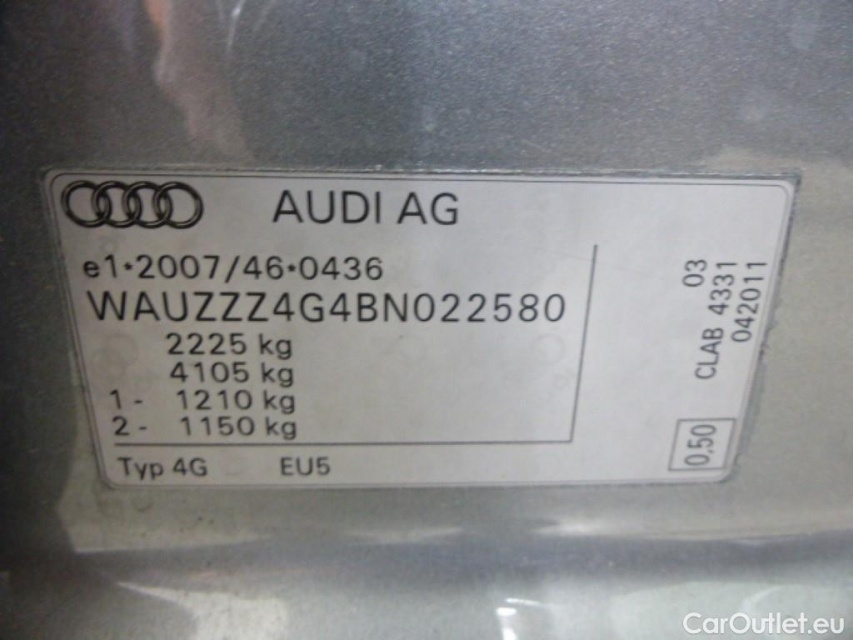 AUDI AG
e1*2007/46*0436
WAUZZZ4G4BN022580
2225 kg
4105 kg
1- 1210 kg
2- 1150 kg
Typ 4G EU5
03
CLAB 4331
042011
0,50
CarOutlet.eu